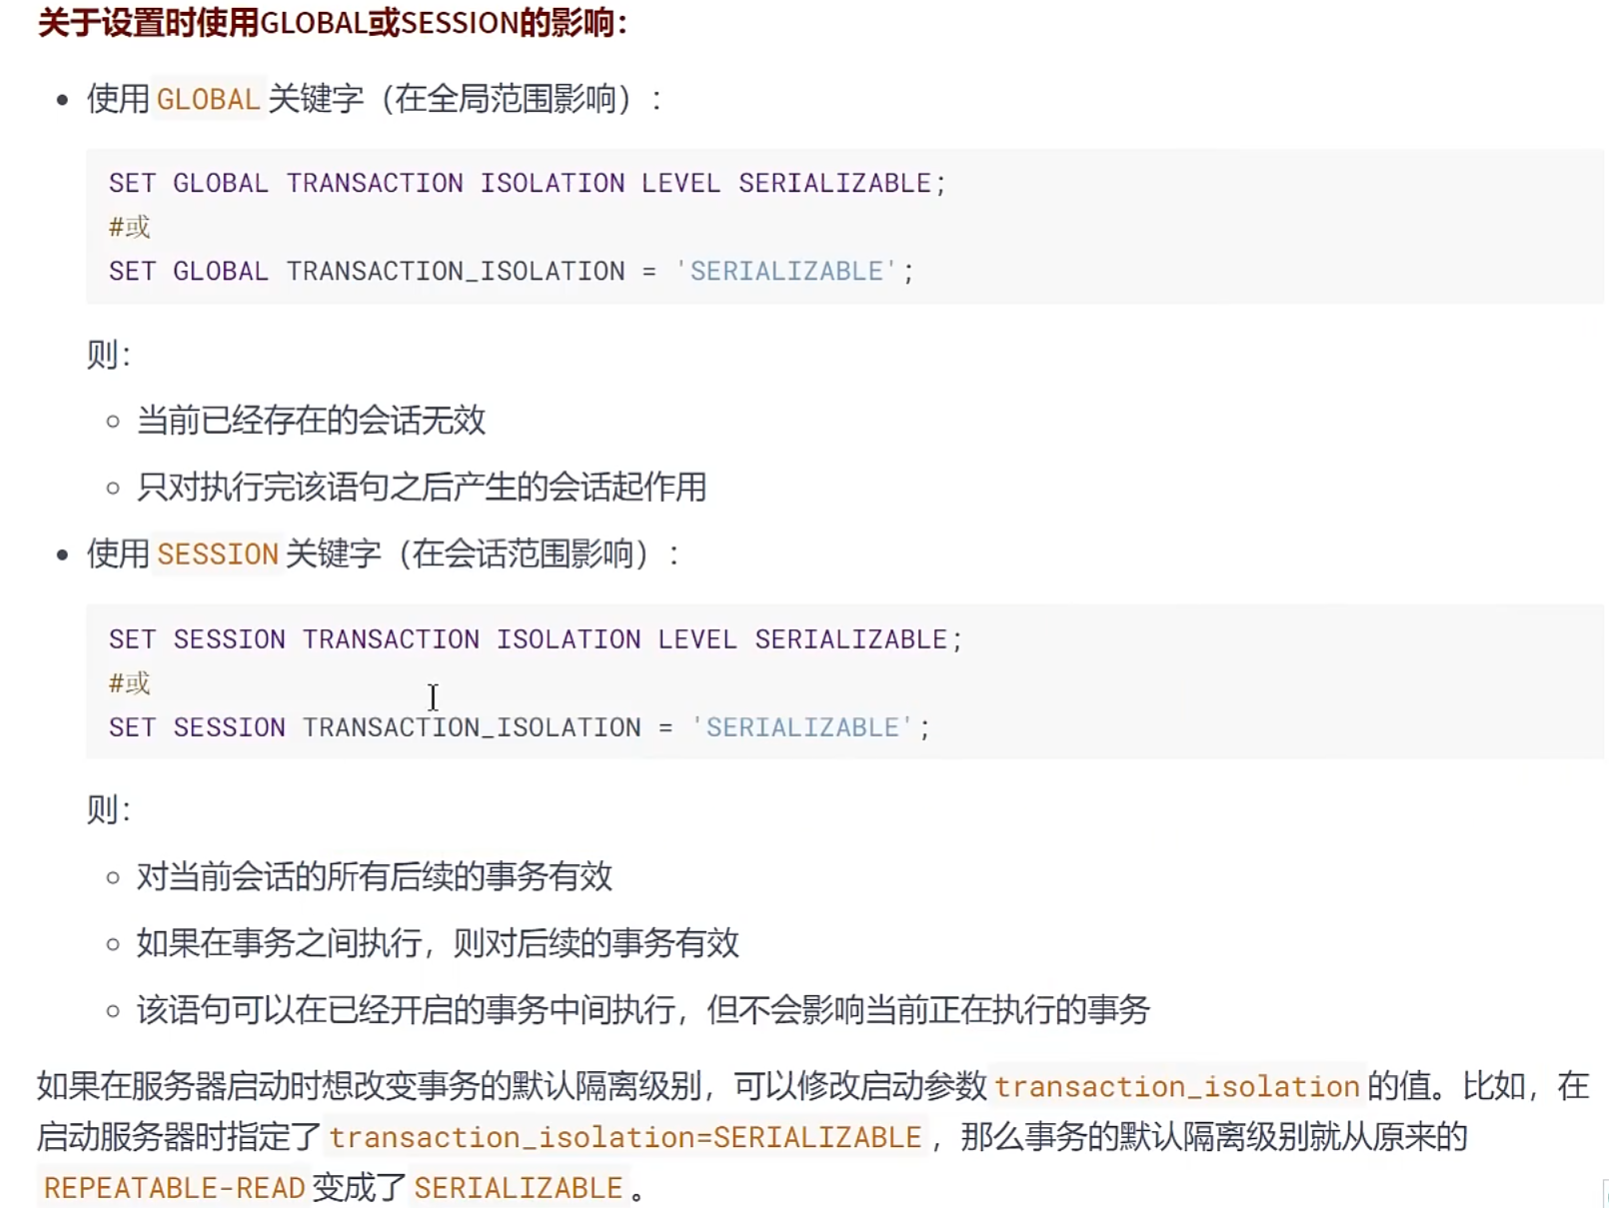 关于设置时使用GLOBAL或SESSION的影响：
使用 GLOBAL 关键字（在全局范围影响）：
SET GLOBAL TRANSACTION ISOLATION LEVEL SERIALIZABLE;
#或
SET GLOBAL TRANSACTION_ISOLATION = 'SERIALIZABLE';
则：
当前已经存在的会话无效
只对执行完该语句之后产生的会话起作用
使用 SESSION 关键字（在会话范围影响）：
SET SESSION TRANSACTION ISOLATION LEVEL SERIALIZABLE;
#或
SET SESSION TRANSACTION_ISOLATION = 'SERIALIZABLE';
则：
对当前会话的所有后续的事务有效
如果在事务之间执行，则对后续的事务有效
该语句可以在已经开启的事务中间执行，但不会影响当前正在执行的事务
如果在服务器启动时想改变事务的默认隔离级别，可以修改启动参数 transaction_isolation 的值。比如，在
启动服务器时指定了 transaction_isolation=SERIALIZABLE ，那么事务的默认隔离级别就从原来的
REPEATABLE-READ 变成了 SERIALIZABLE 。